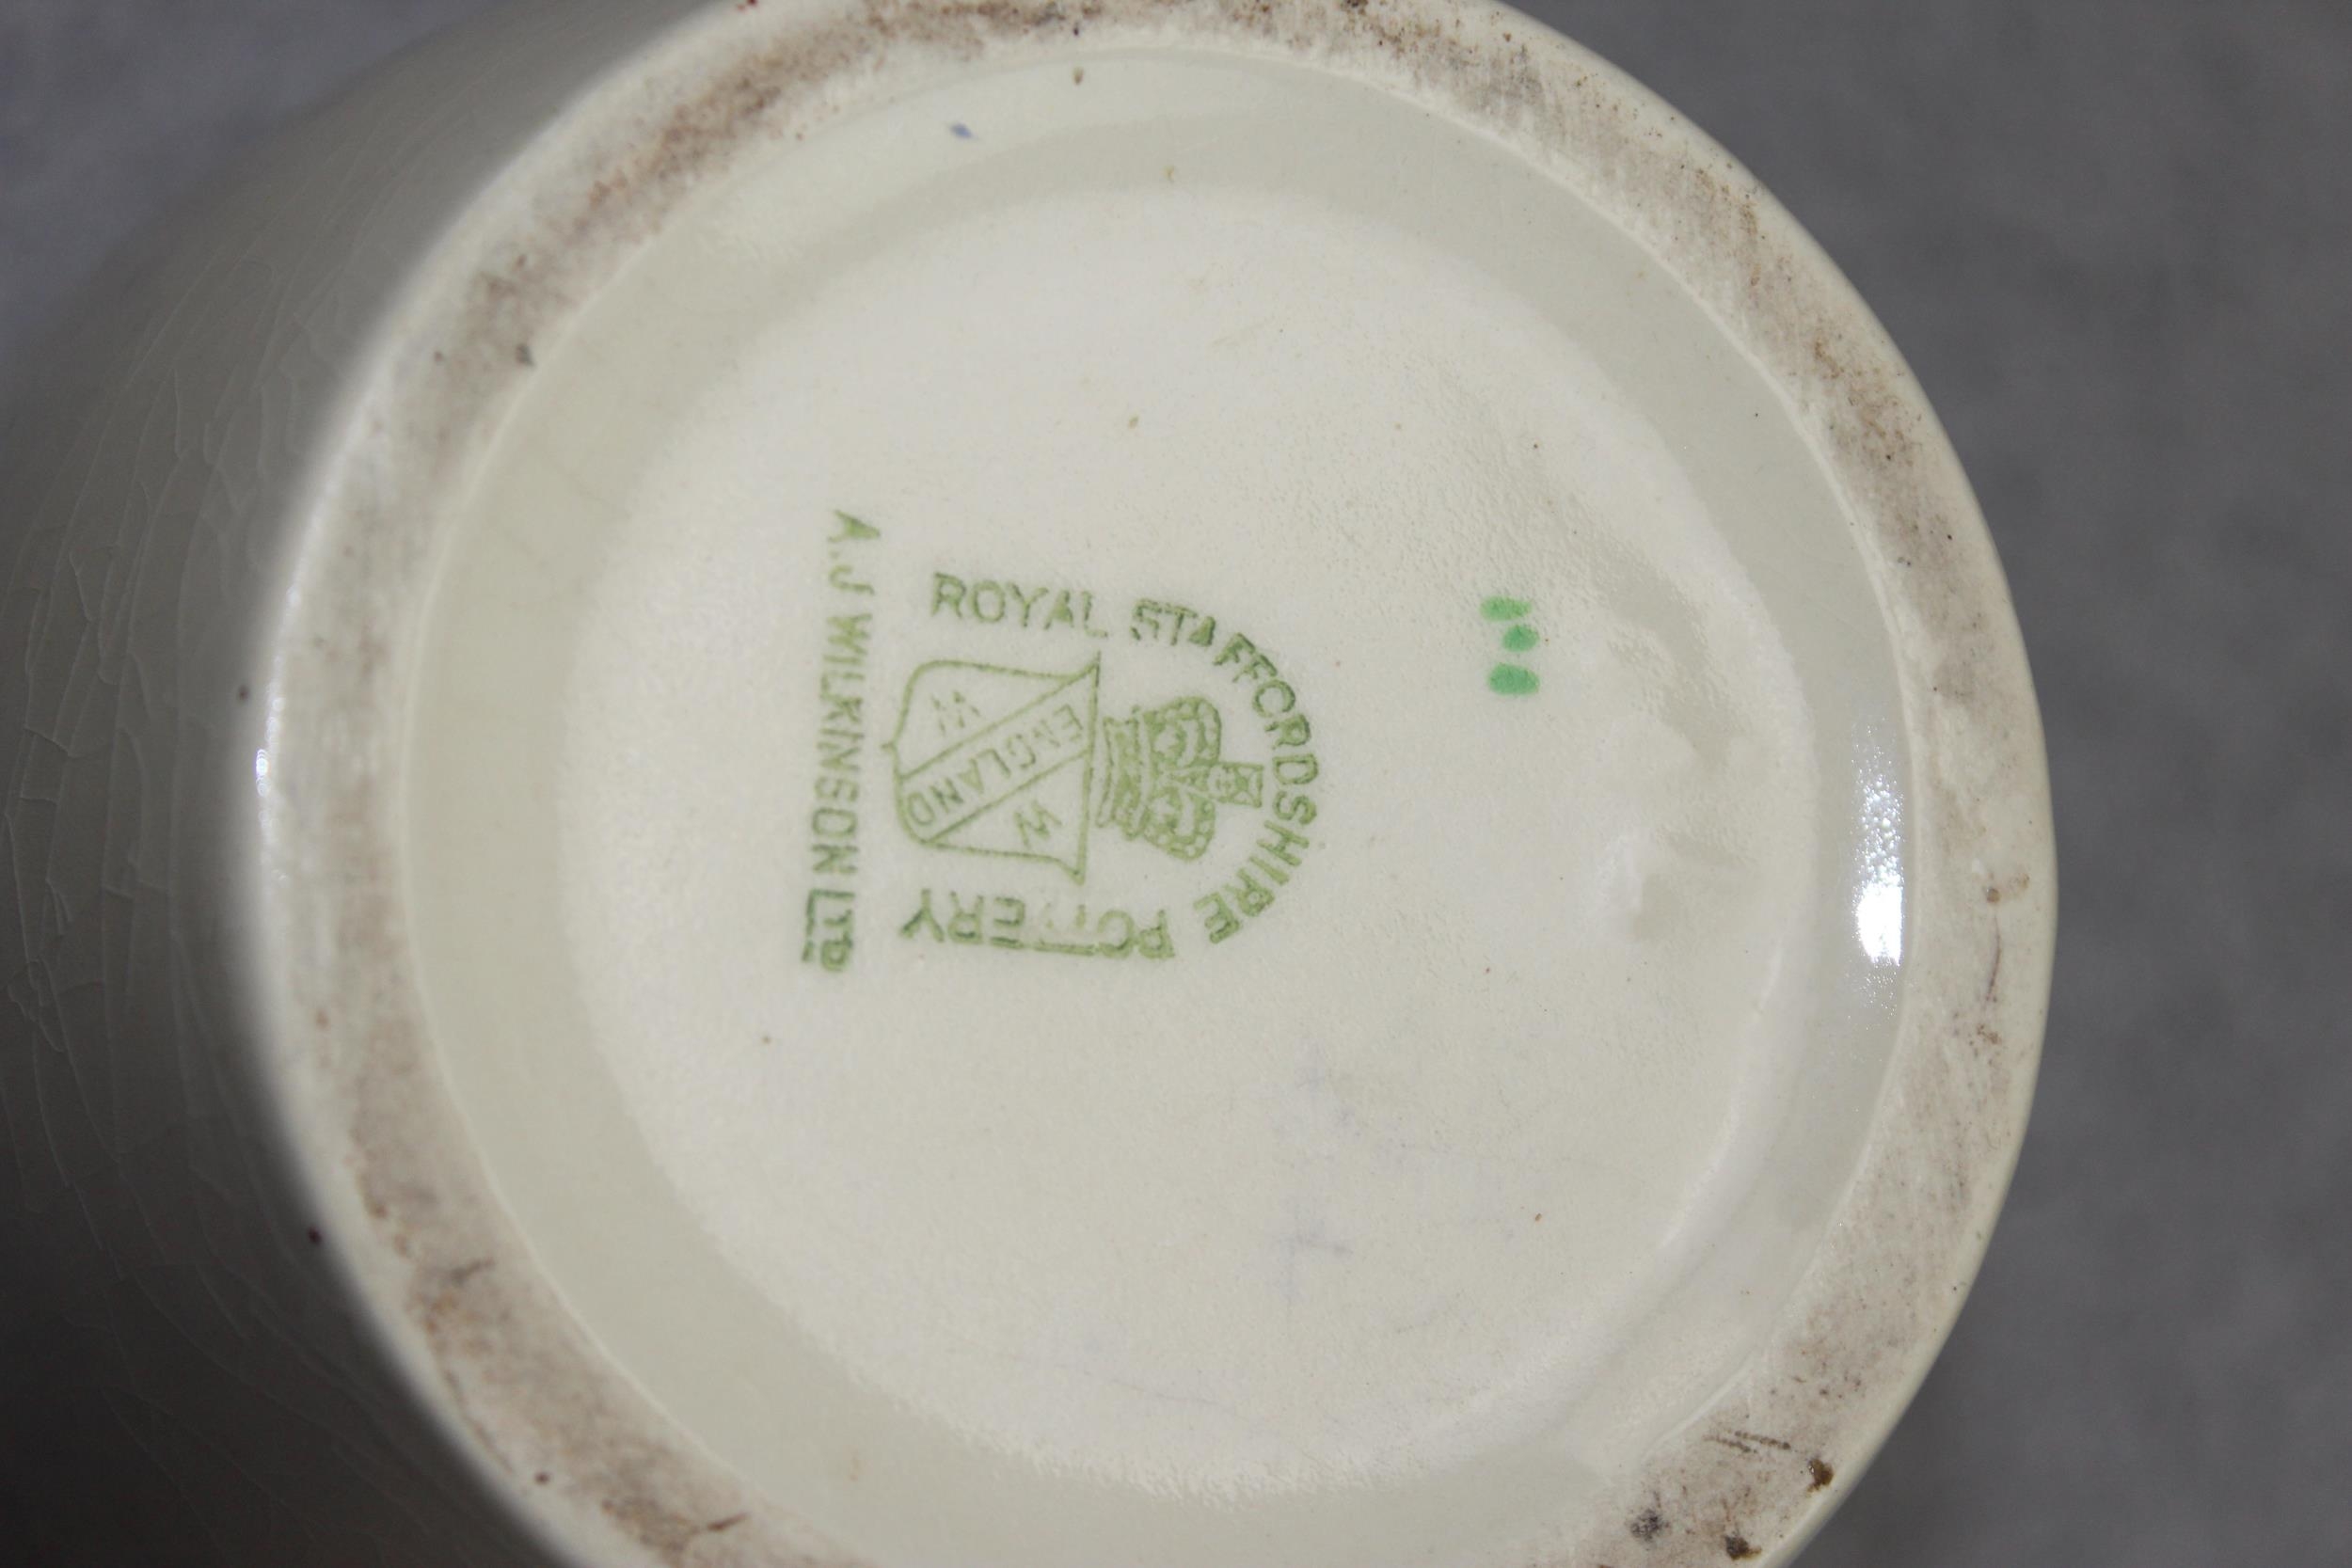 ROYAL STAFFORDSHIRE POTTERY
W
ENGLAND
W
A. J WILKINSON LTD